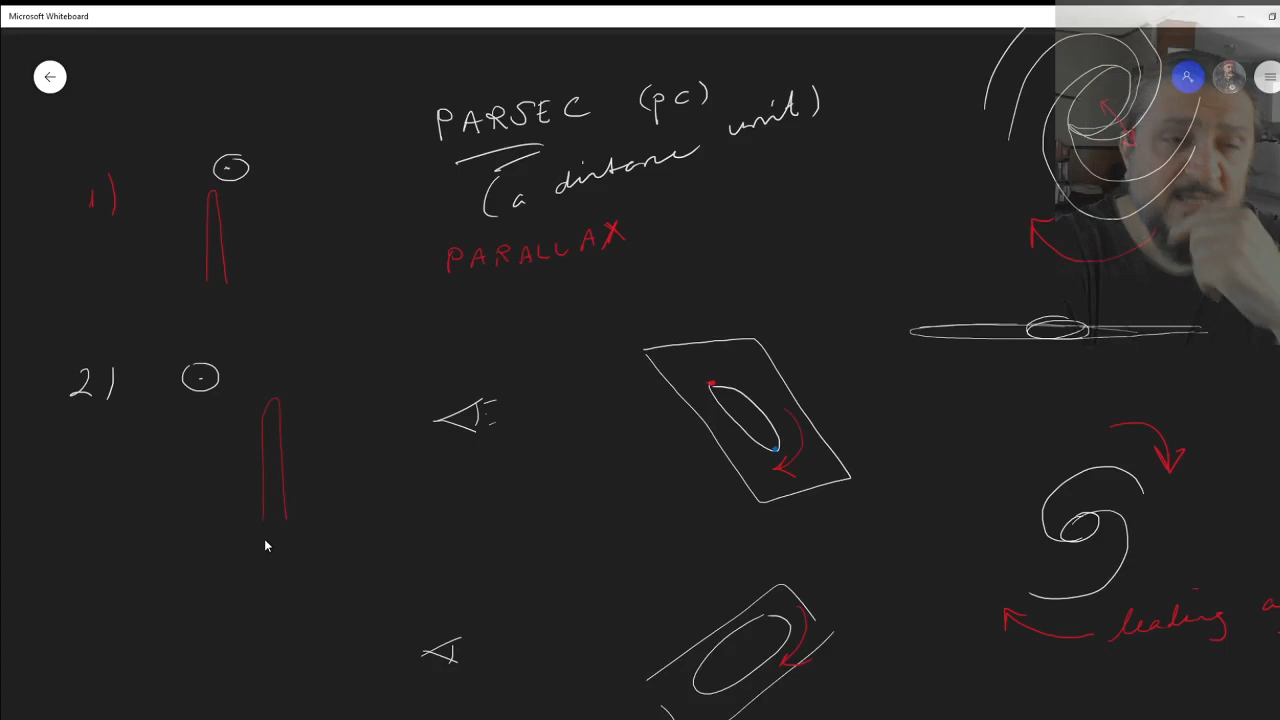 Microsoft Whiteboard
PARSEC (pc)
(a distance unit)
1)
PARALLAX
2)
leading a